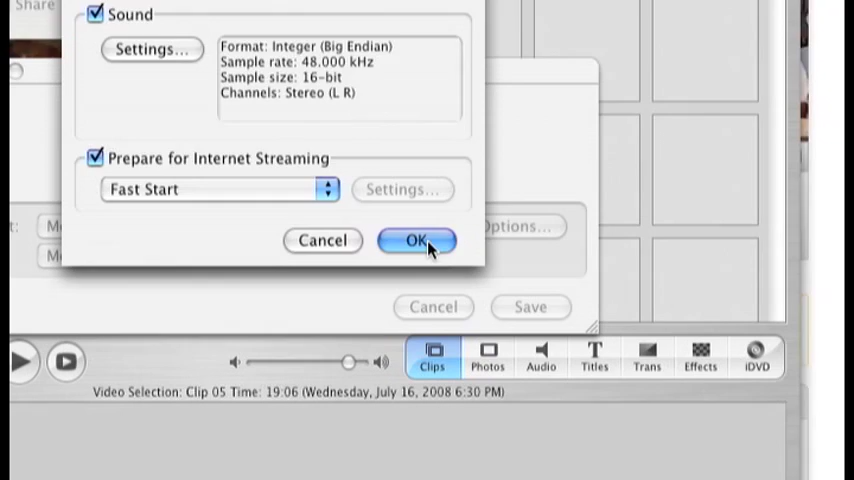 Share
Sound
Settings...
Format: Integer (Big Endian)
Sample rate: 48.000 kHz
Sample size: 16-bit
Channels: Stereo (L R)
Prepare for Internet Streaming
Fast Start
Settings...
Cancel
OK
Options...
Cancel
Save
Clips
Photos
Audio
Titles
Trans
Effects
iDVD
Video Selection: Clip 05 Time: 19:06 (Wednesday, July 16, 2008 6:30 PM)